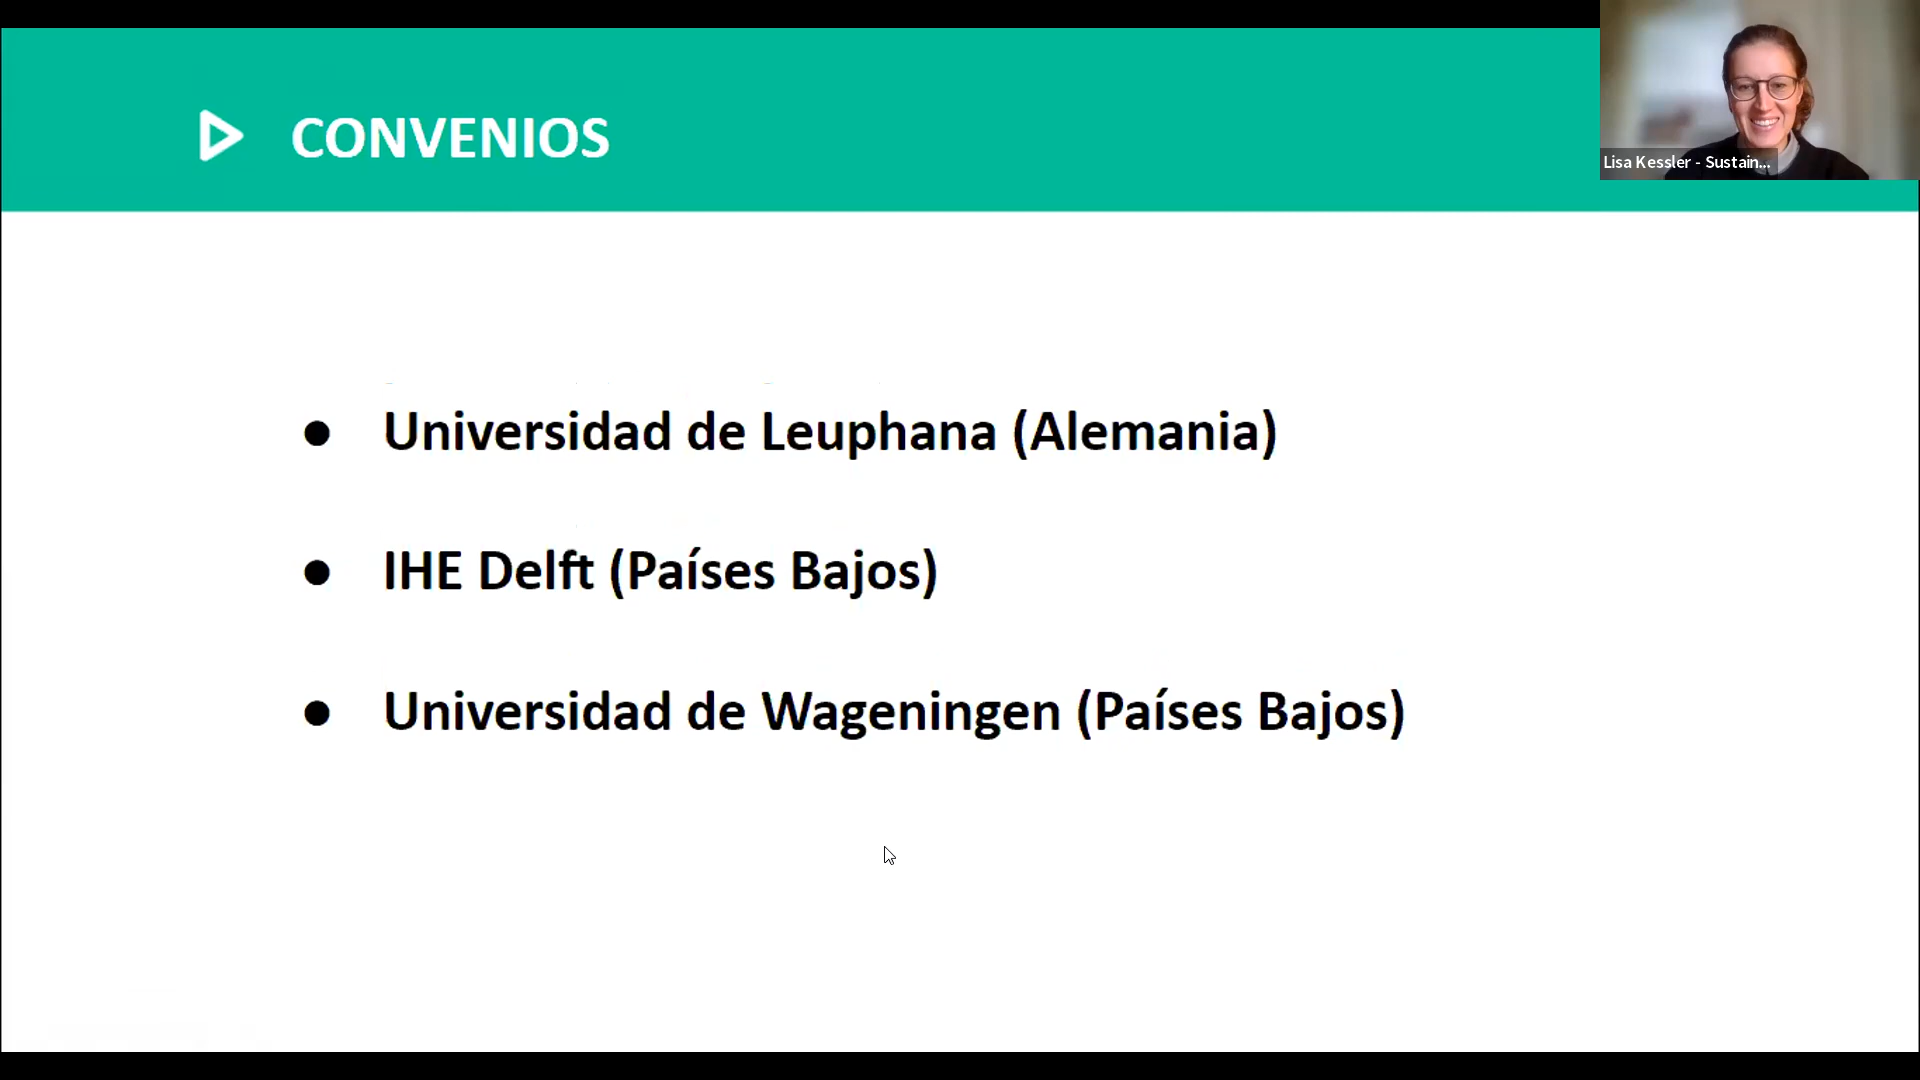 CONVENIOS
Lisa Kessler - Sustain...
● Universidad de Leuphana (Alemania)
● IHE Delft (Países Bajos)
● Universidad de Wageningen (Países Bajos)